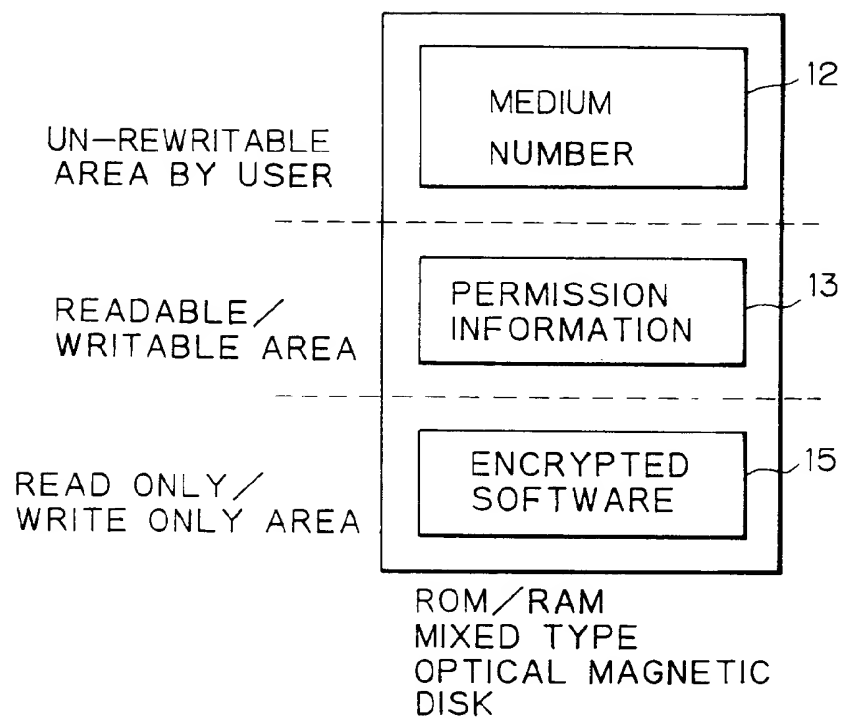 MEDIUM
NUMBER
12
UN-REWRITABLE
AREA BY USER
PERMISSION
INFORMATION
13
READABLE/
WRITABLE AREA
ENCRYPTED
SOFTWARE
15
READ ONLY/
WRITE ONLY AREA
ROM/RAM
MIXED TYPE
OPTICAL MAGNETIC
DISK